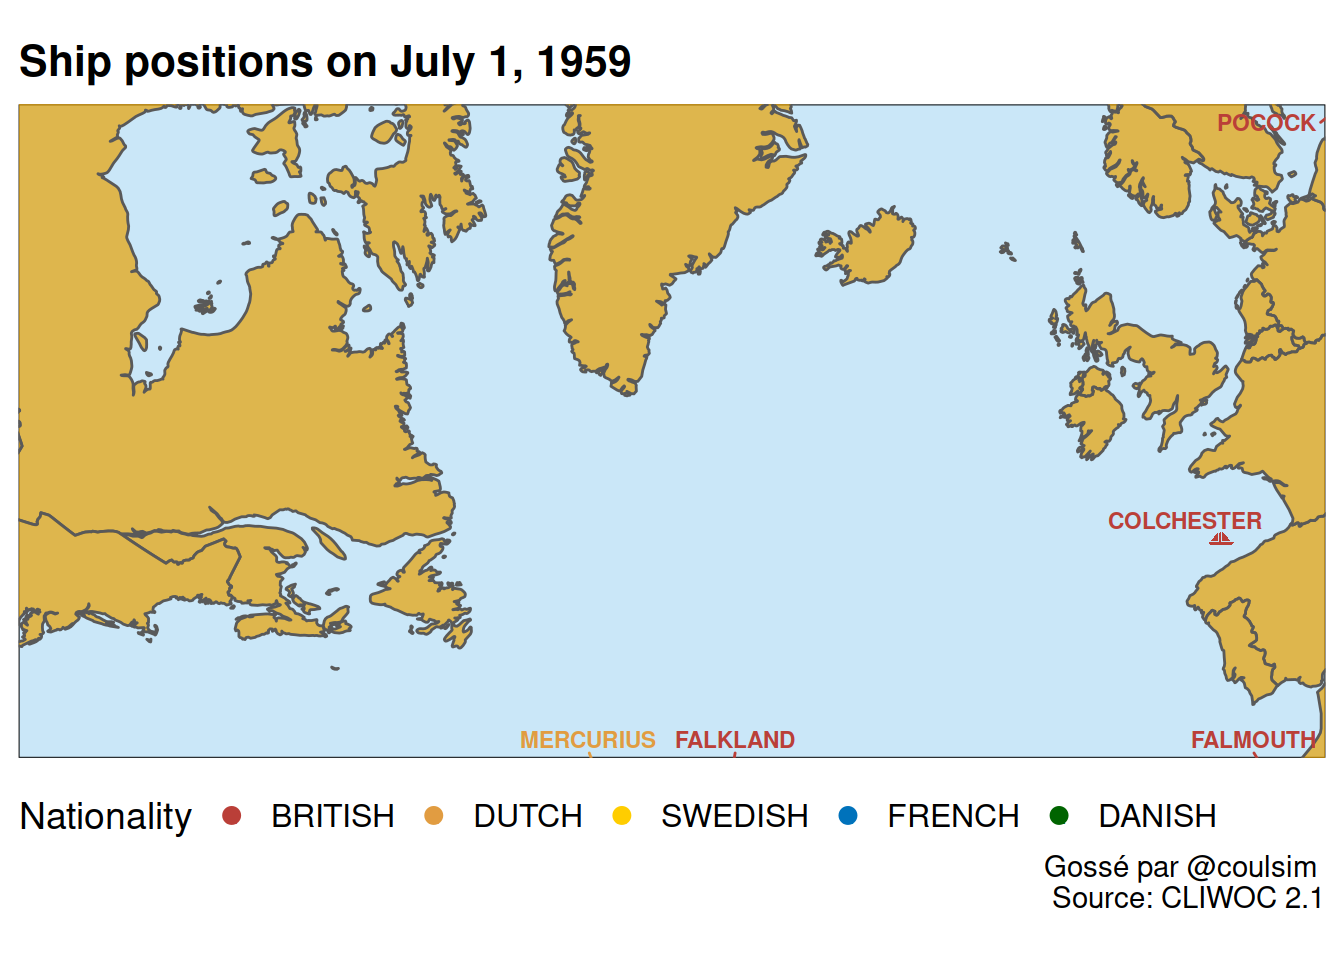 Ship positions on July 1, 1959
POCOCK
COLCHESTER
MERCURIUS FALKLAND FALMOUTH
Nationality BRITISH DUTCH SWEDISH FRENCH DANISH
Gossé par @coulsim
Source: CLIWOC 2.1